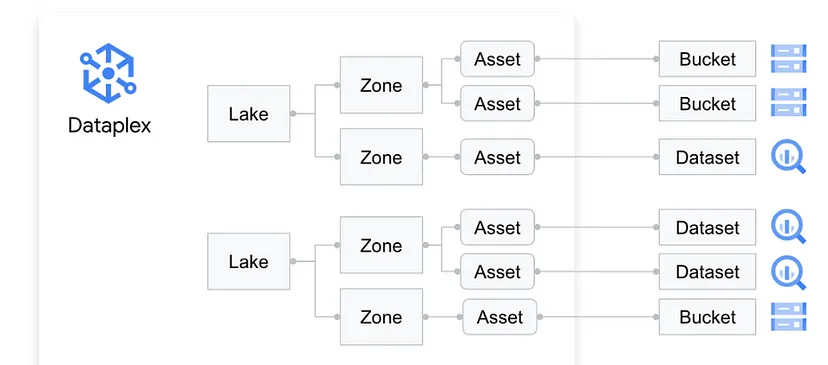 Dataplex
Lake
Zone
Asset
Bucket
Asset
Bucket
Zone
Asset
Dataset
Lake
Zone
Asset
Dataset
Asset
Dataset
Zone
Asset
Bucket